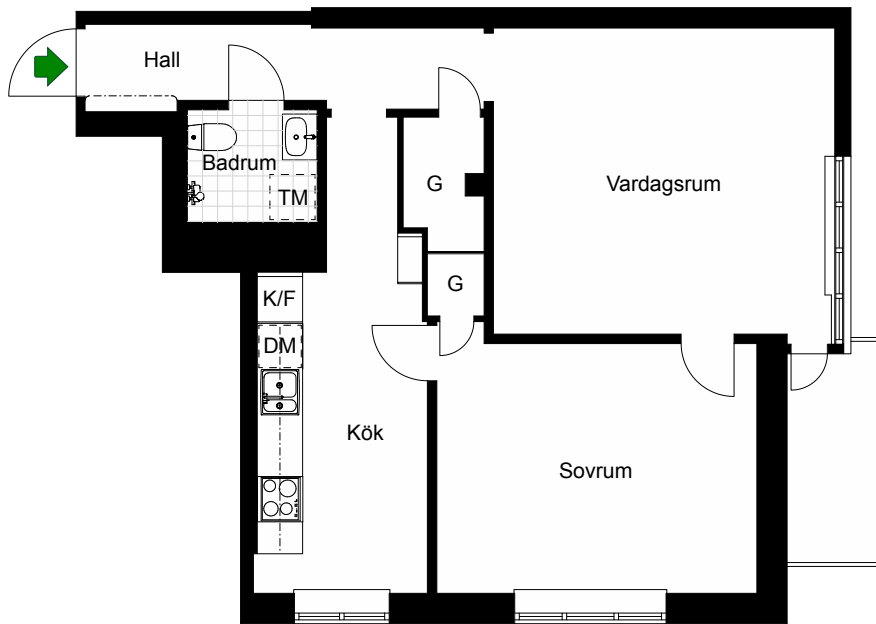 Hall
Badrum
TM
G
Vardagsrum
G
K/F
DM
Kök
Sovrum